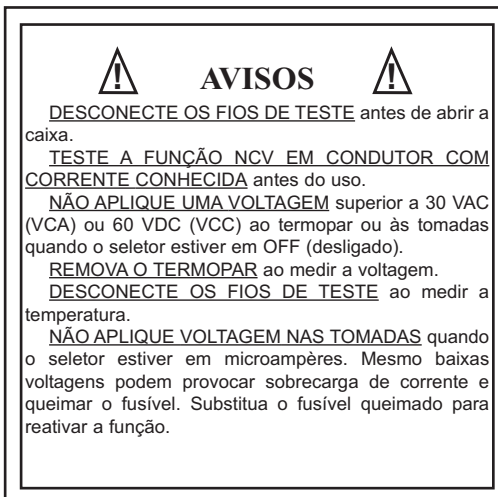 AVISOS
DESCONECTE OS FIOS DE TESTE antes de abrir a
caixa.
TESTE A FUNÇÃO NCV EM CONDUTOR COM
CORRENTE CONHECIDA antes do uso.
NÃO APLIQUE UMA VOLTAGEM superior a 30 VAC
(VCA) ou 60 VDC (VCC) ao termopar ou às tomadas
quando o seletor estiver em OFF (desligado).
REMOVA O TERMOPAR ao medir a voltagem.
DESCONECTE OS FIOS DE TESTE ao medir a
temperatura.
NÃO APLIQUE VOLTAGEM NAS TOMADAS quando
o seletor estiver em microampères. Mesmo baixas
voltagens podem provocar sobrecarga de corrente e
queimar o fusível. Substitua o fusível queimado para
reativar a função.